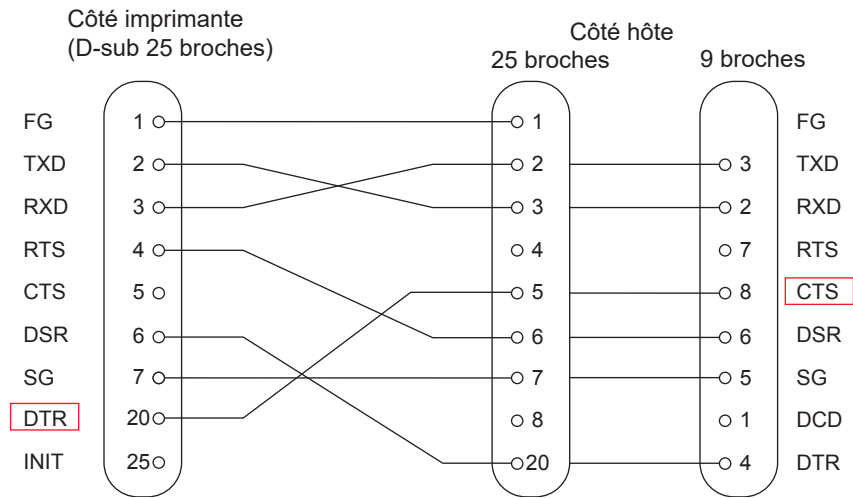 Côté imprimante
(D-sub 25 broches)
Côté hôte
25 broches
9 broches
FG 1 1 FG
TXD 2 2 3 TXD
RXD 3 3 2 RXD
RTS 4 4 7 RTS
CTS 5 5 8 CTS
DSR 6 6 6 DSR
SG 7 7 5 SG
DTR 20 8 1 DCD
INIT 25 20 4 DTR